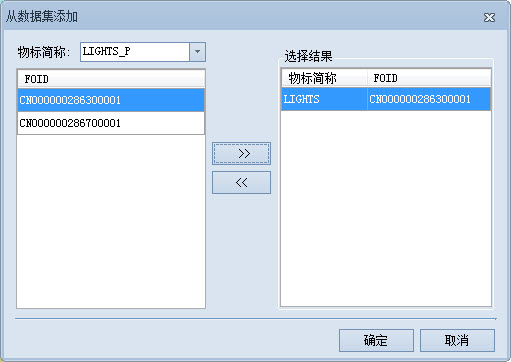 从数据集添加
物标简称: LIGHTS_P
FOID
CN000000286300001
CN000000286700001
>>
<<
选择结果
物标简称 FOID
LIGHTS CN000000286300001
确定 取消